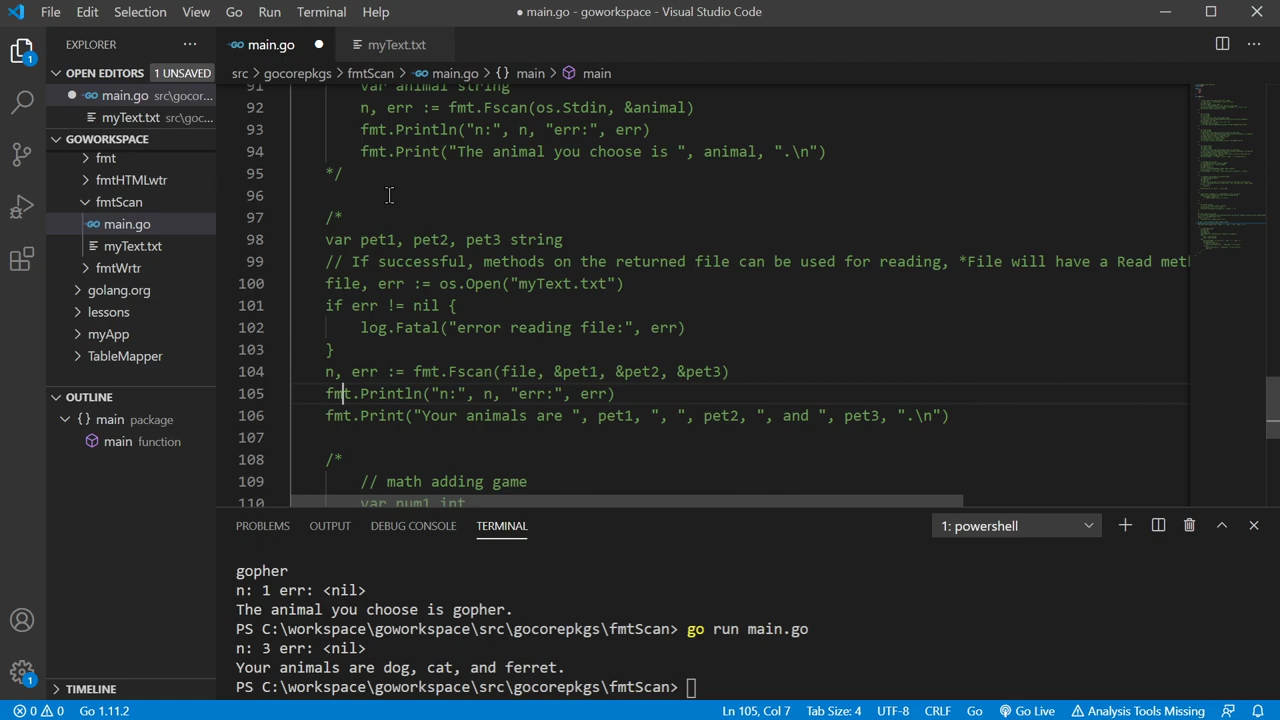 File Edit Selection View Go Run Terminal Help
● main.go - goworkspace - Visual Studio Code
EXPLORER
main.go
myText.txt
OPEN EDITORS 1 UNSAVED
src > gocorepkgs > fmtScan > main.go > {} main > main
main.go src\gocor...
myText.txt src\goc...
GOWORKSPACE
fmt
fmtHTMLwtr
fmtScan
main.go
myText.txt
fmtWrtr
golang.org
lessons
myApp
TableMapper
OUTLINE
main package
main function
TIMELINE
91 var animal string
92 n, err := fmt.Fscan(os.Stdin, &animal)
93 fmt.Println("n:", n, "err:", err)
94 fmt.Print("The animal you choose is ", animal, ".\n")
95 */
96
97 /*
98 var pet1, pet2, pet3 string
99 // If successful, methods on the returned file can be used for reading, *File will have a Read met
100 file, err := os.Open("myText.txt")
101 if err != nil {
102 log.Fatal("error reading file:", err)
103 }
104 n, err := fmt.Fscan(file, &pet1, &pet2, &pet3)
105 fmt.Println("n:", n, "err:", err)
106 fmt.Print("Your animals are ", pet1, ", ", pet2, ", and ", pet3, ".\n")
107
108 /*
109 // math adding game
110 var num1 int
PROBLEMS OUTPUT DEBUG CONSOLE TERMINAL
1: powershell
gopher
n: 1 err: <nil>
The animal you choose is gopher.
PS C:\workspace\goworkspace\src\gocorepkgs\fmtScan> go run main.go
n: 3 err: <nil>
Your animals are dog, cat, and ferret.
PS C:\workspace\goworkspace\src\gocorepkgs\fmtScan>
0 0 Go 1.11.2
Ln 105, Col 7 Tab Size: 4 UTF-8 CRLF Go Go Live Analysis Tools Missing